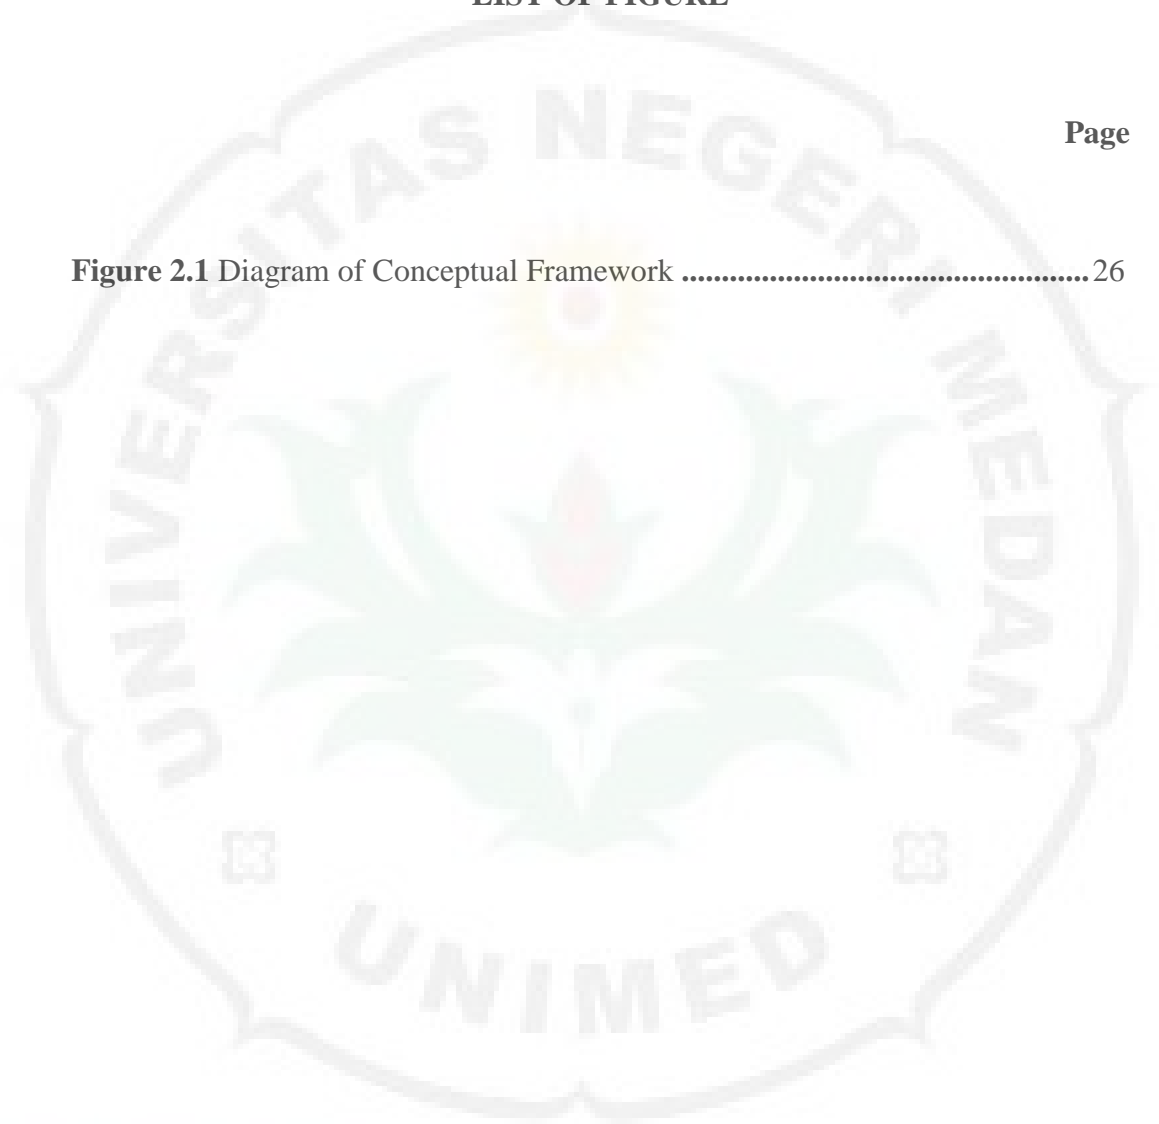 LIST OF FIGURE
Page
Figure 2.1 Diagram of Conceptual Framework ....................................................26
UNIVERSITAS NEGERI MEDAN
UNIMED